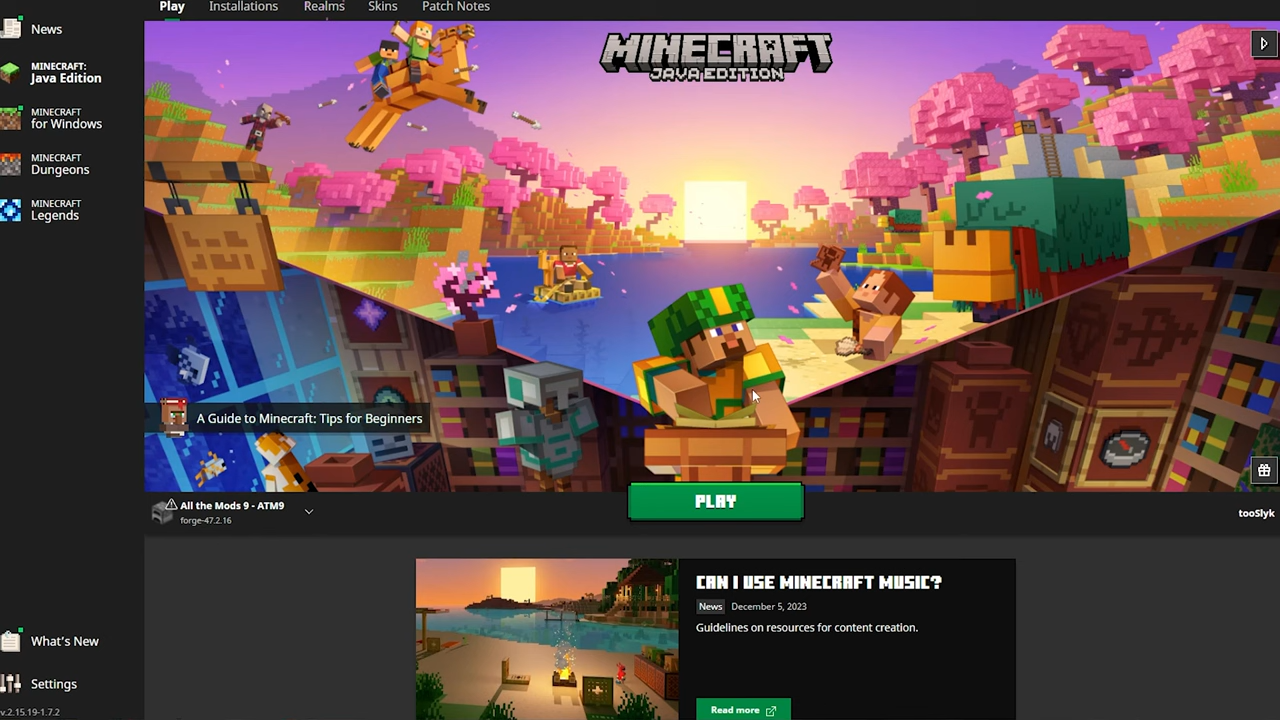 Play
Installations
Realms
Skins
Patch Notes
News
MINECRAFT:
Java Edition
MINECRAFT
for Windows
MINECRAFT
Dungeons
MINECRAFT
Legends
MINECRAFT
JAVA EDITION
A Guide to Minecraft: Tips for Beginners
All the Mods 9 - ATM9
forge-47.2.16
PLAY
tooSlyk
CAN I USE MINECRAFT MUSIC?
News December 5, 2023
Guidelines on resources for content creation.
Read more
What's New
Settings
v.2.15.19-1.7.2